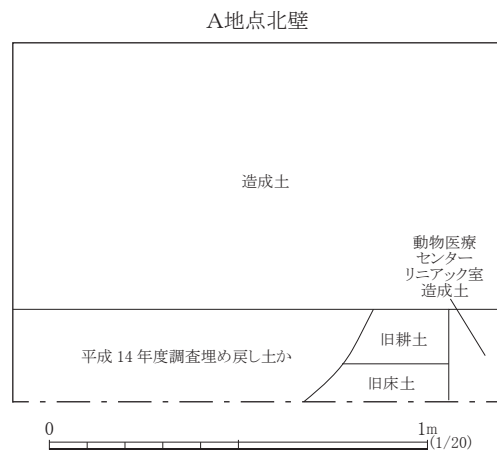 A地点北壁
造成土
動物医療
センター
リニアック室
造成土
旧耕土
平成 14 年度調査埋め戻し土か
旧床土
0
1m
(1/20)